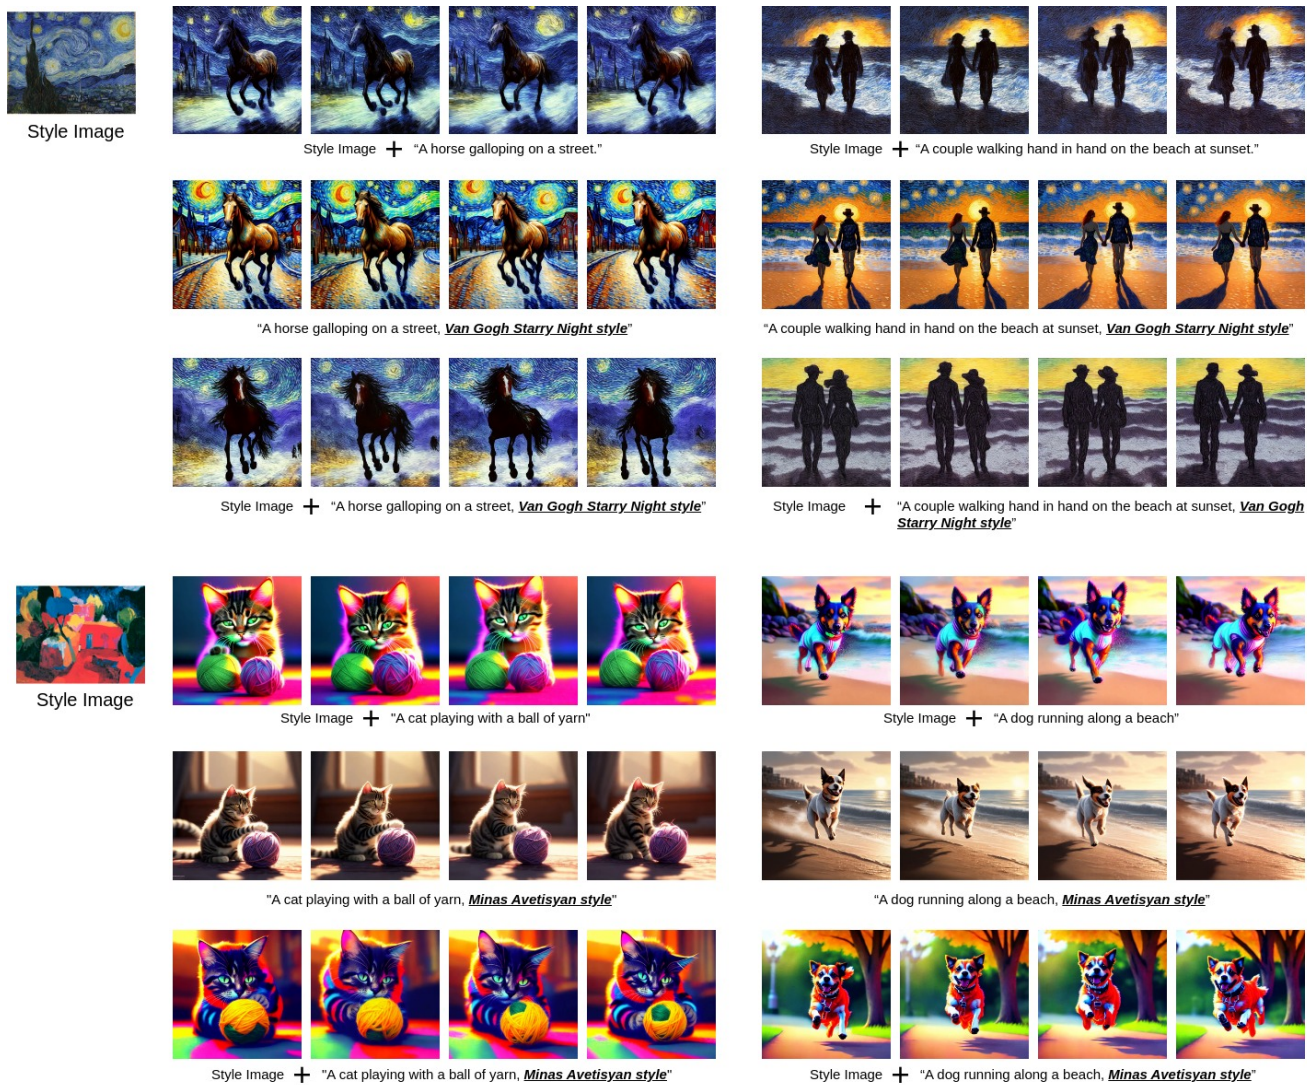 Style Image
Style Image + “A horse galloping on a street.”
Style Image + “A couple walking hand in hand on the beach at sunset.”
“A horse galloping on a street, Van Gogh Starry Night style”
“A couple walking hand in hand on the beach at sunset, Van Gogh Starry Night style”
Style Image + “A horse galloping on a street, Van Gogh Starry Night style”
Style Image + “A couple walking hand in hand on the beach at sunset, Van Gogh
Starry Night style”
Style Image
Style Image + "A cat playing with a ball of yarn"
Style Image + “A dog running along a beach”
"A cat playing with a ball of yarn, Minas Avetisyan style"
“A dog running along a beach, Minas Avetisyan style”
Style Image + "A cat playing with a ball of yarn, Minas Avetisyan style"
Style Image + “A dog running along a beach, Minas Avetisyan style”